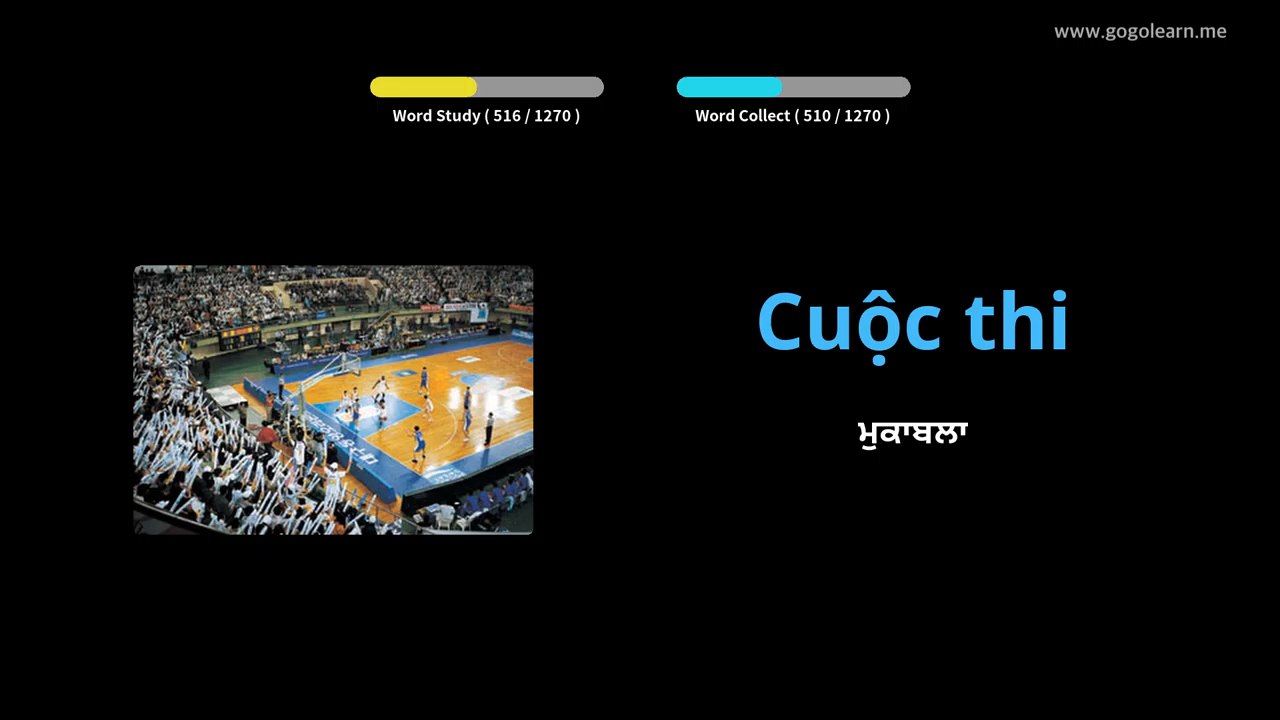 www.gogolearn.me
Word Study ( 516 / 1270 )
Word Collect ( 510 / 1270 )
Cuộc thi
ਮੁਕਾਬਲਾ